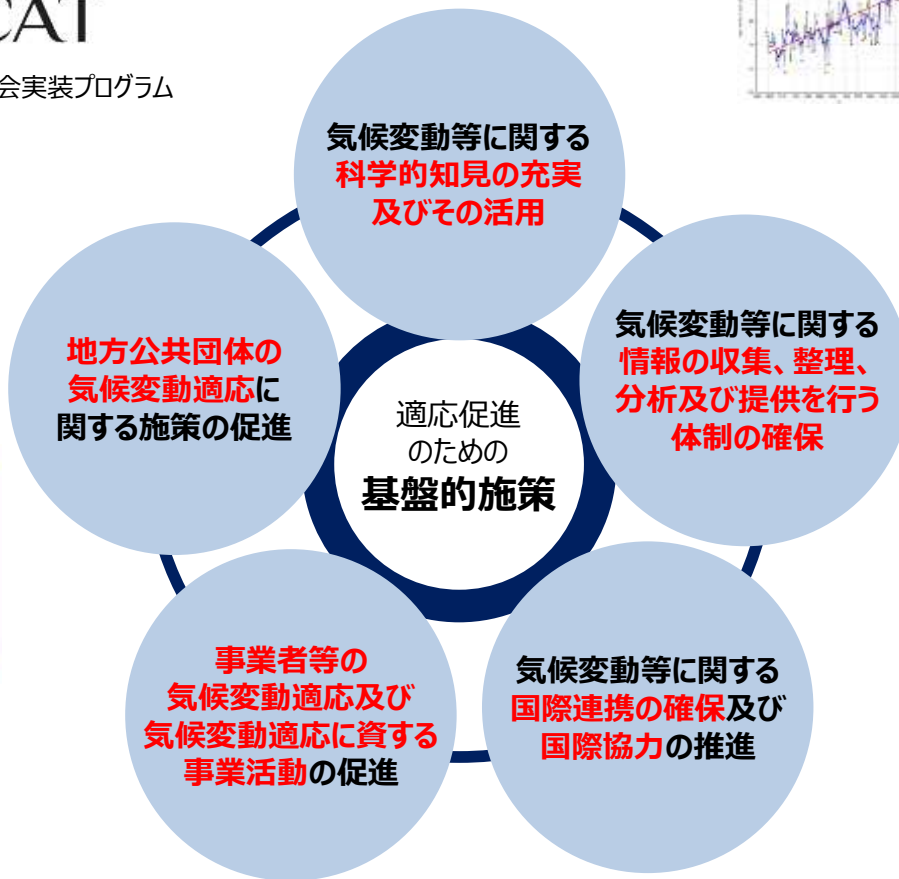 CAT
会実装プログラム
気候変動等に関する
科学的知見の充実
及びその活用
気候変動等に関する
情報の収集、整理、
分析及び提供を行う
体制の確保
気候変動等に関する
国際連携の確保及び
国際協力の推進
事業者等の
気候変動適応及び
気候変動適応に資する
事業活動の促進
地方公共団体の
気候変動適応に
関する施策の促進
適応促進
のための
基盤的施策